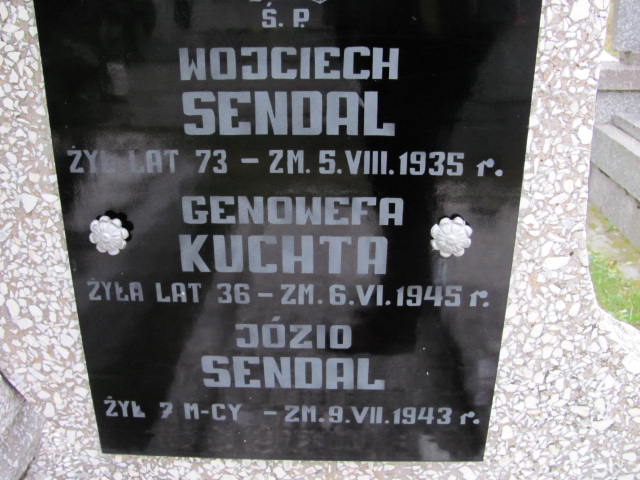 Ś. P.
WOJCIECH
SENDAL
ŻYŁ LAT 73 - ZM. 5.VIII.1935 r.
GENOWEFA
KUCHTA
ŻYŁA LAT 36 - ZM. 6.VI.1945 r.
JÓZIO
SENDAL
ŻYŁ 7 M-CY - ZM. 9.VII.1943 r.